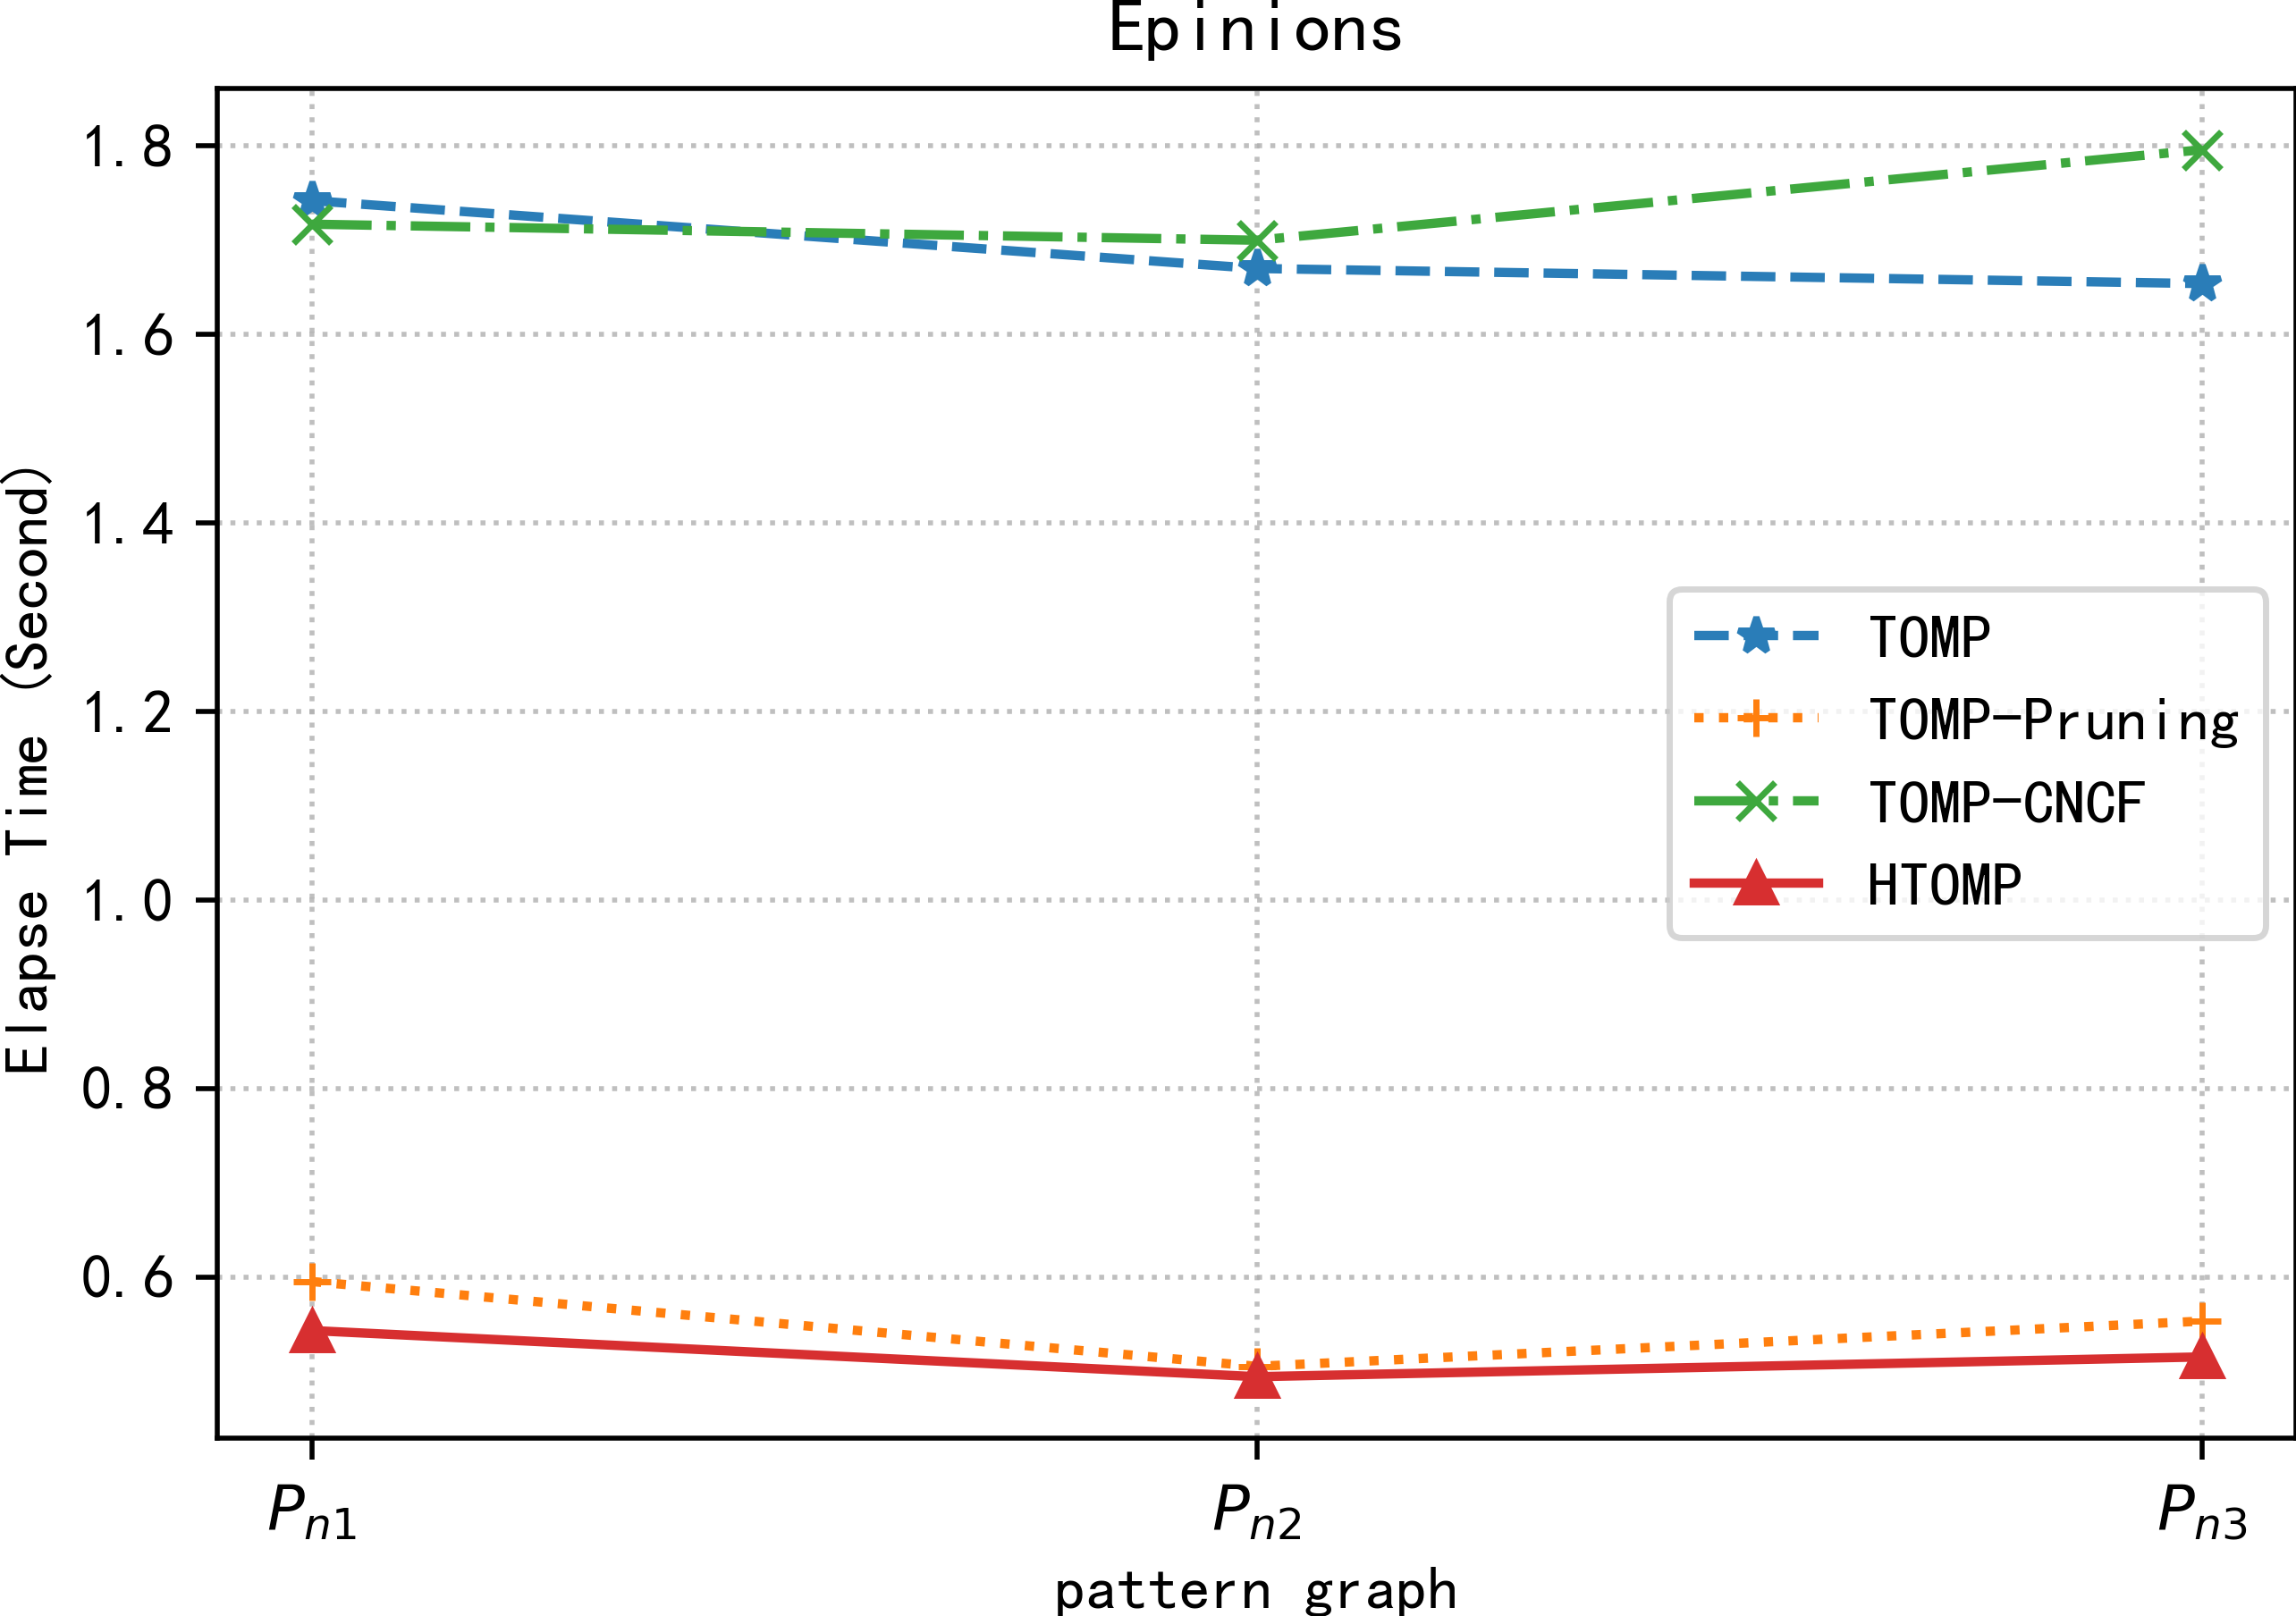 Epinions
Elapse Time (Second)
1.8
1.6
1.4
1.2
1.0
0.8
0.6
TOMP
TOMP-Pruning
TOMP-CNCF
HTOMP
Pn1 Pn2 Pn3
pattern graph